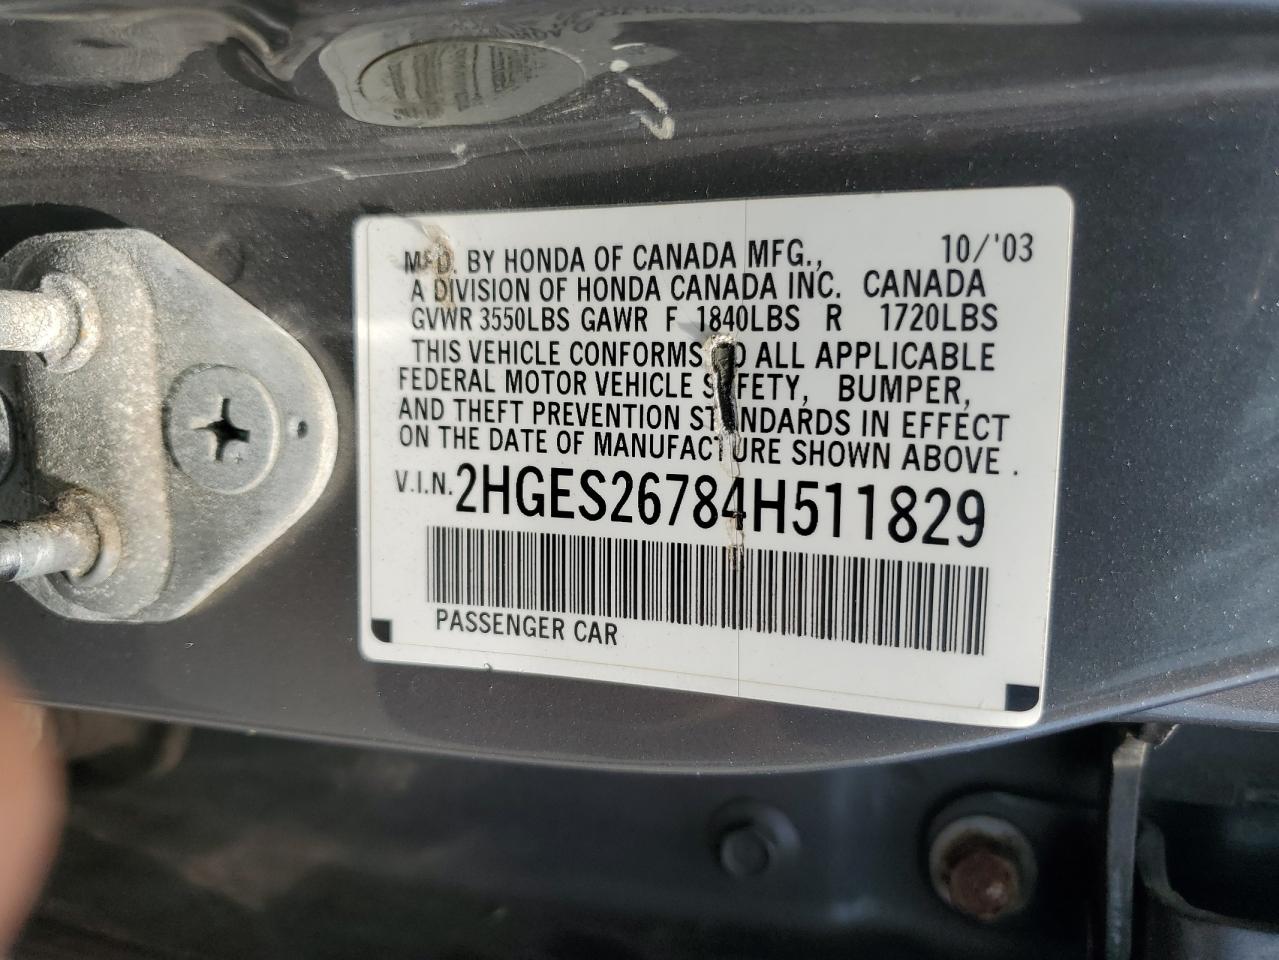 MFD. BY HONDA OF CANADA MFG., 10/'03
A DIVISION OF HONDA CANADA INC. CANADA
GVWR 3550LBS GAWR F 1840LBS R 1720LBS
THIS VEHICLE CONFORMS TO ALL APPLICABLE
FEDERAL MOTOR VEHICLE SAFETY, BUMPER,
AND THEFT PREVENTION STANDARDS IN EFFECT
ON THE DATE OF MANUFACTURE SHOWN ABOVE.
V.I.N. 2HGES26784H511829
PASSENGER CAR